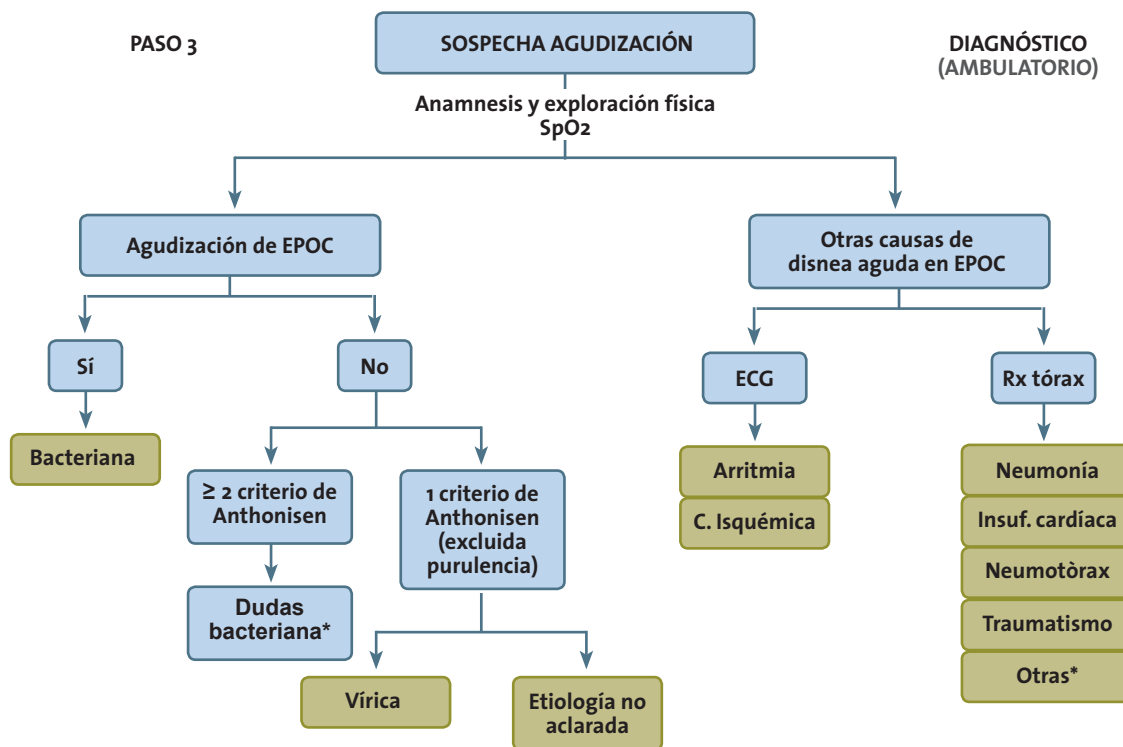 PASO 3
SOSPECHA AGUDIZACIÓN
DIAGNÓSTICO
(AMBULATORIO)
Anamnesis y exploración física
SpO2
Agudización de EPOC
Otras causas de
disnea aguda en EPOC
Sí
No
ECG
Rx tórax
Bacteriana
≥ 2 criterio de
Anthonisen
1 criterio de
Anthonisen
(excluida
purulencia)
Arritmia
C. Isquémica
Neumonía
Insuf. cardíaca
Neumotòrax
Traumatismo
Otras*
Dudas
bacteriana*
Vírica
Etiología no
aclarada